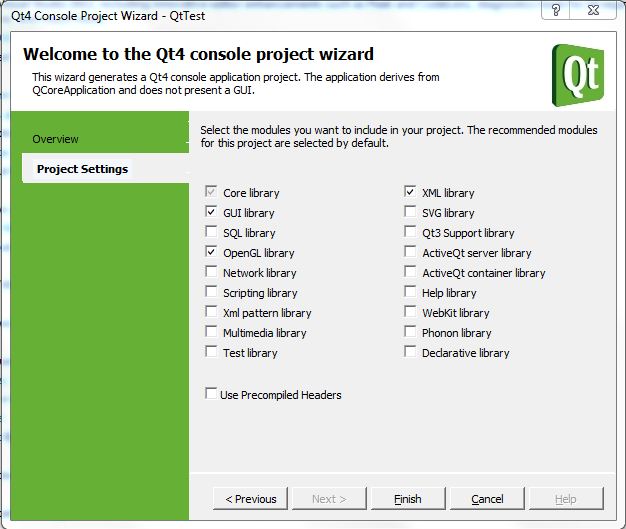 Qt4 Console Project Wizard - QtTest
Welcome to the Qt4 console project wizard
This wizard generates a Qt4 console application project. The application derives from
QCoreApplication and does not present a GUI.
Qt
Overview
Project Settings
Select the modules you want to include in your project. The recommended modules
for this project are selected by default.
Core library
GUI library
SQL library
OpenGL library
Network library
Scripting library
Xml pattern library
Multimedia library
Test library
XML library
SVG library
Qt3 Support library
ActiveQt server library
ActiveQt container library
Help library
WebKit library
Phonon library
Declarative library
Use Precompiled Headers
< Previous
Next >
Finish
Cancel
Help